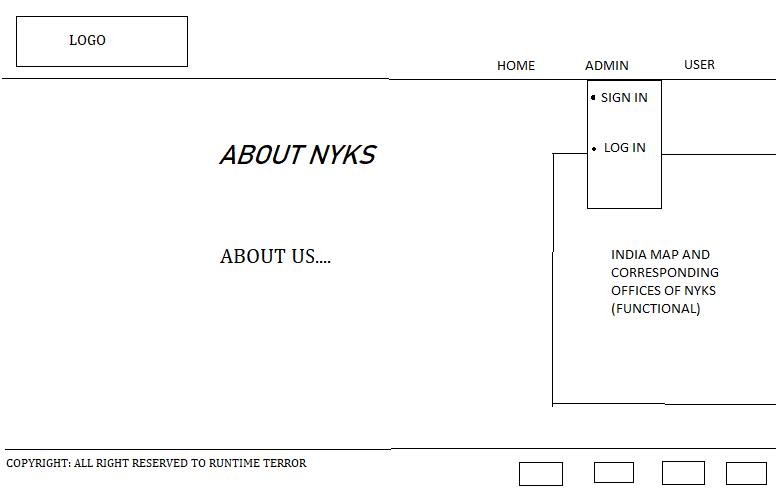 LOGO
HOME
ADMIN
USER
• SIGN IN
• LOG IN
ABOUT NYKS
ABOUT US....
INDIA MAP AND
CORRESPONDING
OFFICES OF NYKS
(FUNCTIONAL)
COPYRIGHT: ALL RIGHT RESERVED TO RUNTIME TERROR